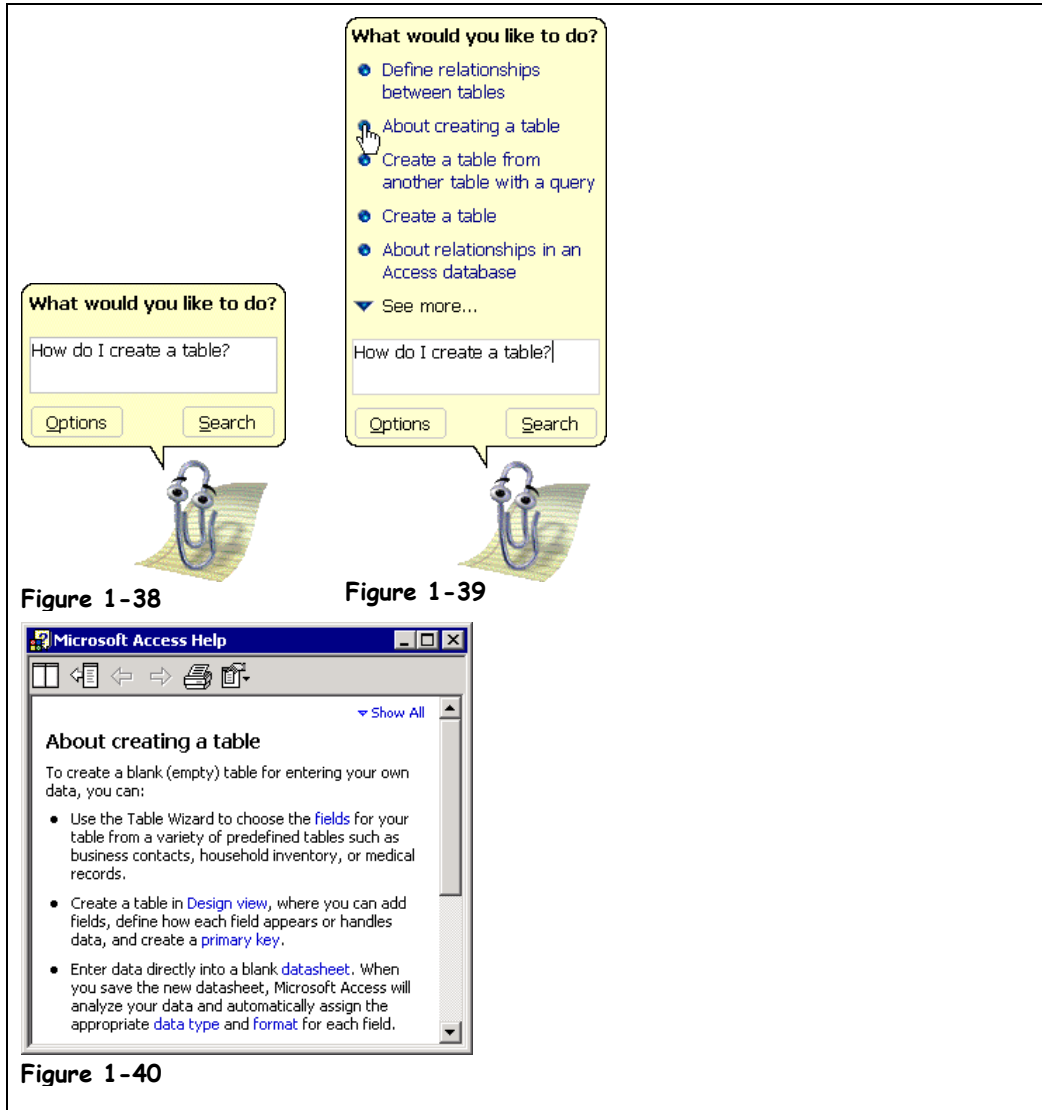 What would you like to do?
How do I create a table?
Options
Search
Figure 1-38
What would you like to do?
Define relationships
between tables
About creating a table
Create a table from
another table with a query
Create a table
About relationships in an
Access database
See more...
How do I create a table?
Options
Search
Figure 1-39
Microsoft Access Help
Show All
About creating a table
To create a blank (empty) table for entering your own
data, you can:
• Use the Table Wizard to choose the fields for your
table from a variety of predefined tables such as
business contacts, household inventory, or medical
records.
• Create a table in Design view, where you can add
fields, define how each field appears or handles
data, and create a primary key.
• Enter data directly into a blank datasheet. When
you save the new datasheet, Microsoft Access will
analyze your data and automatically assign the
appropriate data type and format for each field.
Figure 1-40